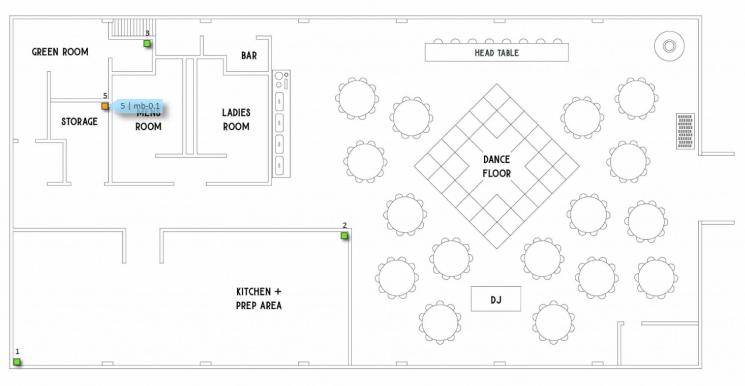 3
GREEN ROOM
BAR
HEAD TABLE
5
5 | mb-0.1
MENS
ROOM
STORAGE
LADIES
ROOM
DANCE
FLOOR
2
KITCHEN +
PREP AREA
DJ
1